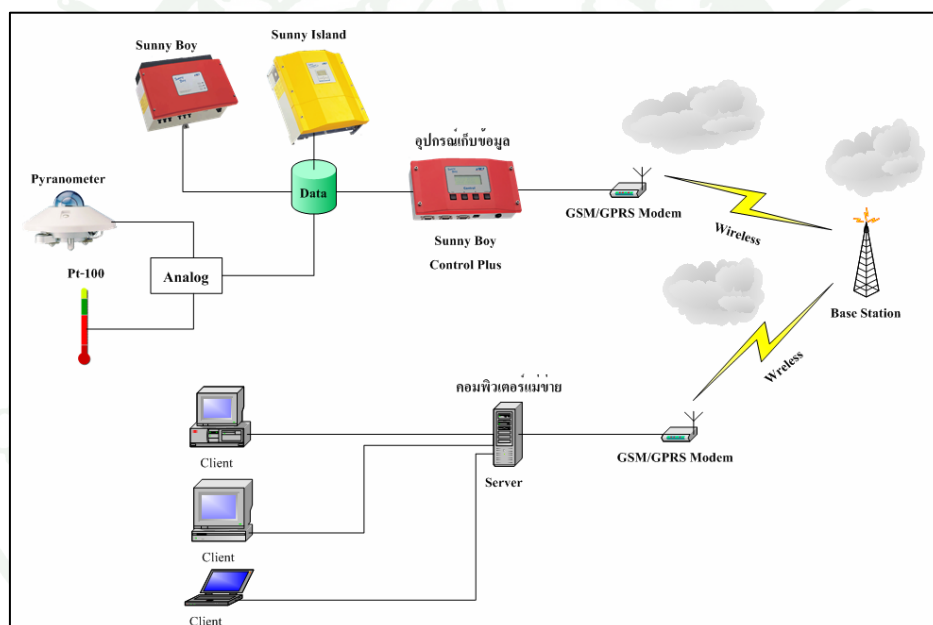 Sunny Boy
Sunny Island
อุปกรณ์เก็บข้อมูล
Pyranometer
Data
GSM/GPRS Modem
Wireless
Sunny Boy
Control Plus
Pt-100
Analog
Base Station
Wreless
คอมพิวเตอร์แม่ข่าย
Client
Server
GSM/GPRS Modem
Client
Client